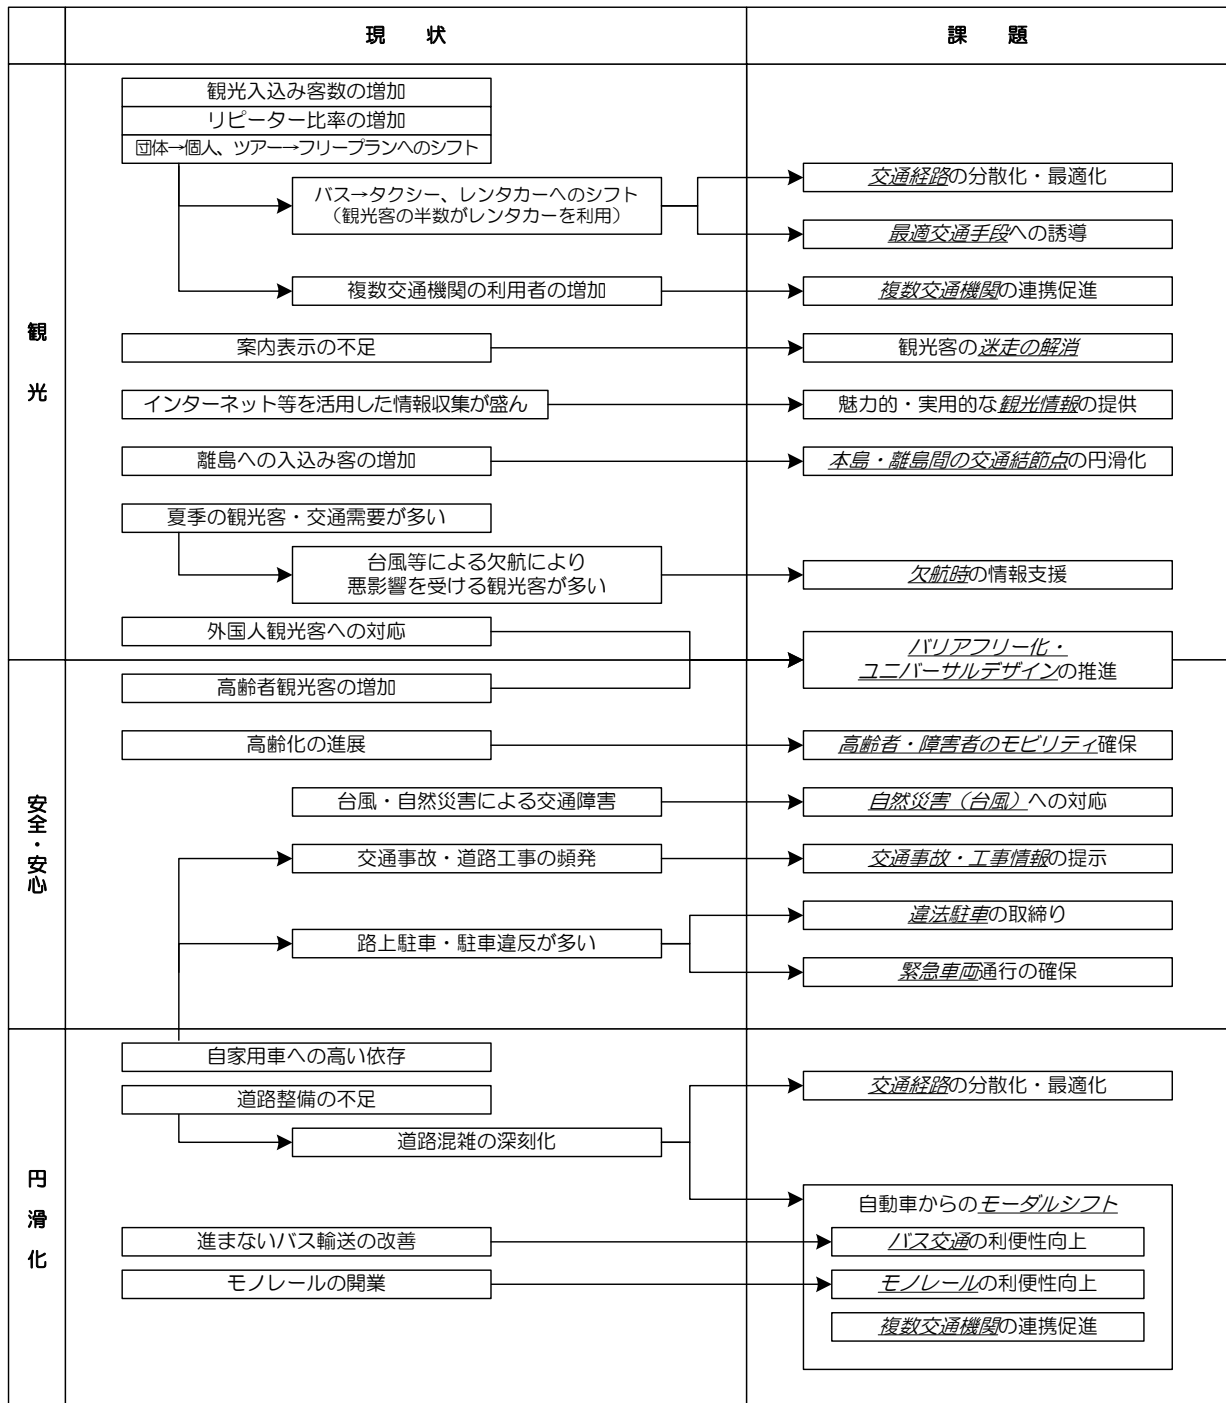 現 状
課 題
観光
観光入込み客数の増加
リピーター比率の増加
団体→個人、ツアー→フリープランへのシフト
バス→タクシー、レンタカーへのシフト
(観光客の半数がレンタカーを利用)
交通経路の分散化・最適化
最適交通手段への誘導
複数交通機関の利用者の増加
複数交通機関の連携促進
案内表示の不足
観光客の迷走の解消
インターネット等を活用した情報収集が盛ん
魅力的・実用的な観光情報の提供
離島への入込み客の増加
本島・離島間の交通結節点の円滑化
夏季の観光客・交通需要が多い
台風等による欠航により
悪影響を受ける観光客が多い
欠航時の情報支援
外国人観光客への対応
バリアフリー化・
ユニバーサルデザインの推進
安全・安心
高齢者観光客の増加
高齢化の進展
高齢者・障害者のモビリティ確保
台風・自然災害による交通障害
自然災害(台風)への対応
交通事故・道路工事の頻発
交通事故・工事情報の提示
路上駐車・駐車違反が多い
違法駐車の取締り
緊急車両通行の確保
円滑化
自家用車への高い依存
道路整備の不足
道路混雑の深刻化
交通経路の分散化・最適化
自動車からのモーダルシフト
進まないバス輸送の改善
バス交通の利便性向上
モノレールの開業
モノレールの利便性向上
複数交通機関の連携促進